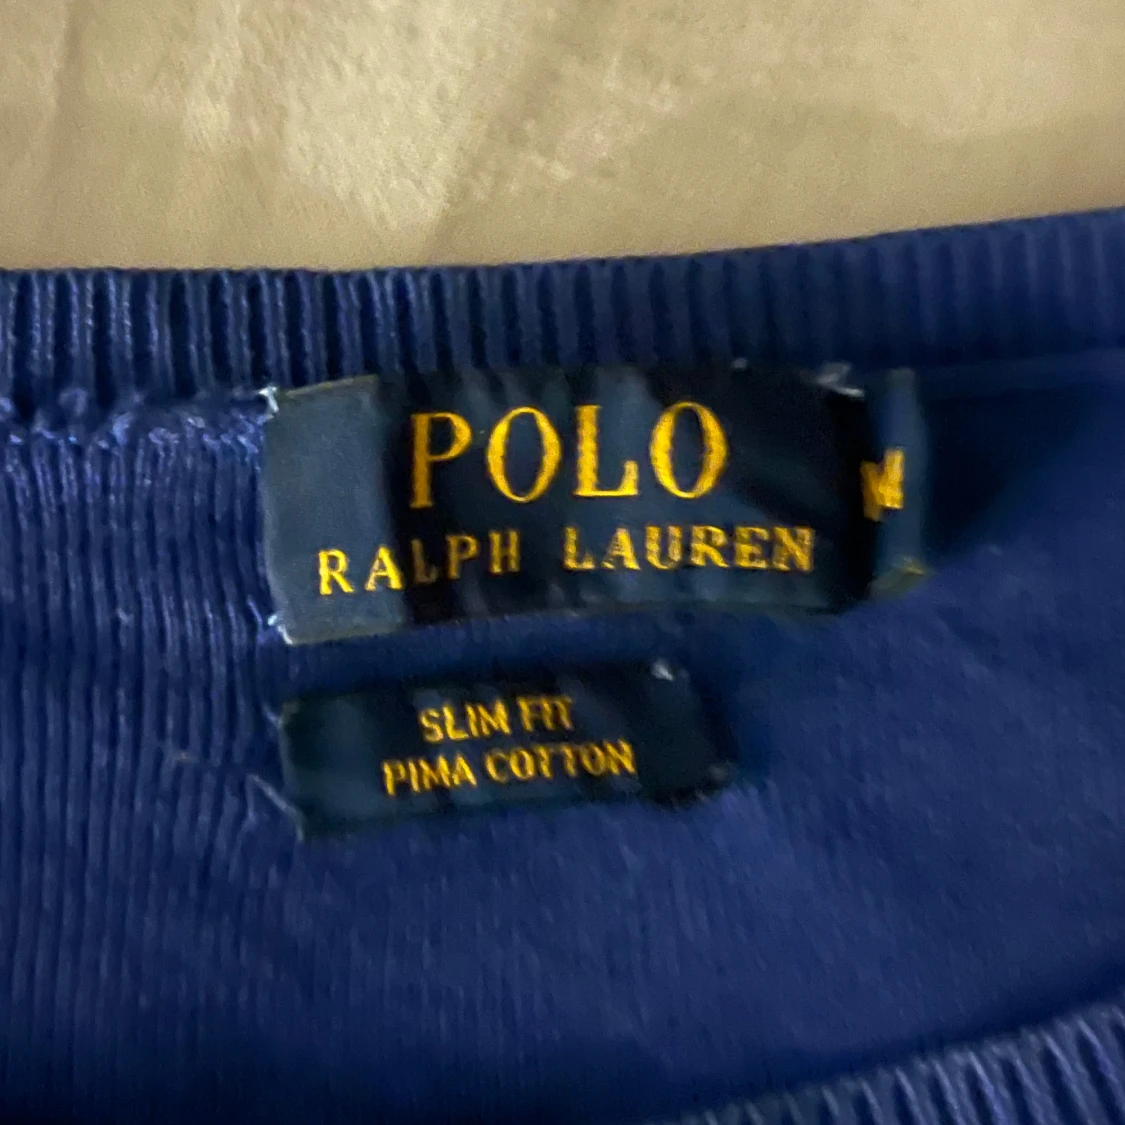 POLO
RALPH LAUREN
M
SLIM FIT
PIMA COTTON